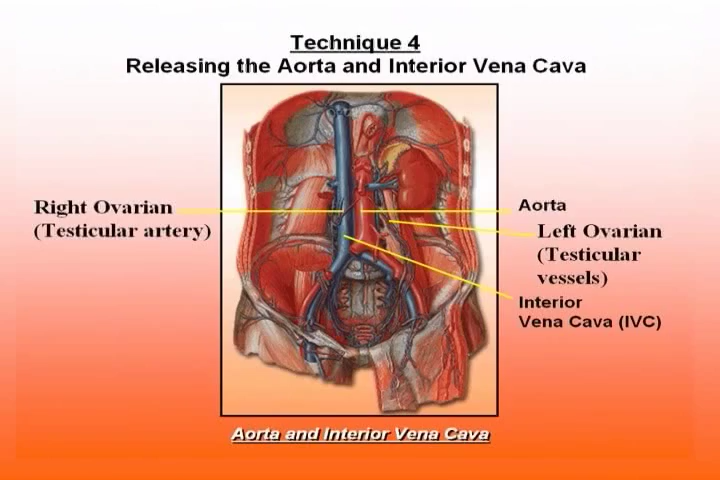 Technique 4
Releasing the Aorta and Interior Vena Cava
Right Ovarian
(Testicular artery)
Aorta
Left Ovarian
(Testicular
vessels)
Interior
Vena Cava (IVC)
Aorta and Interior Vena Cava